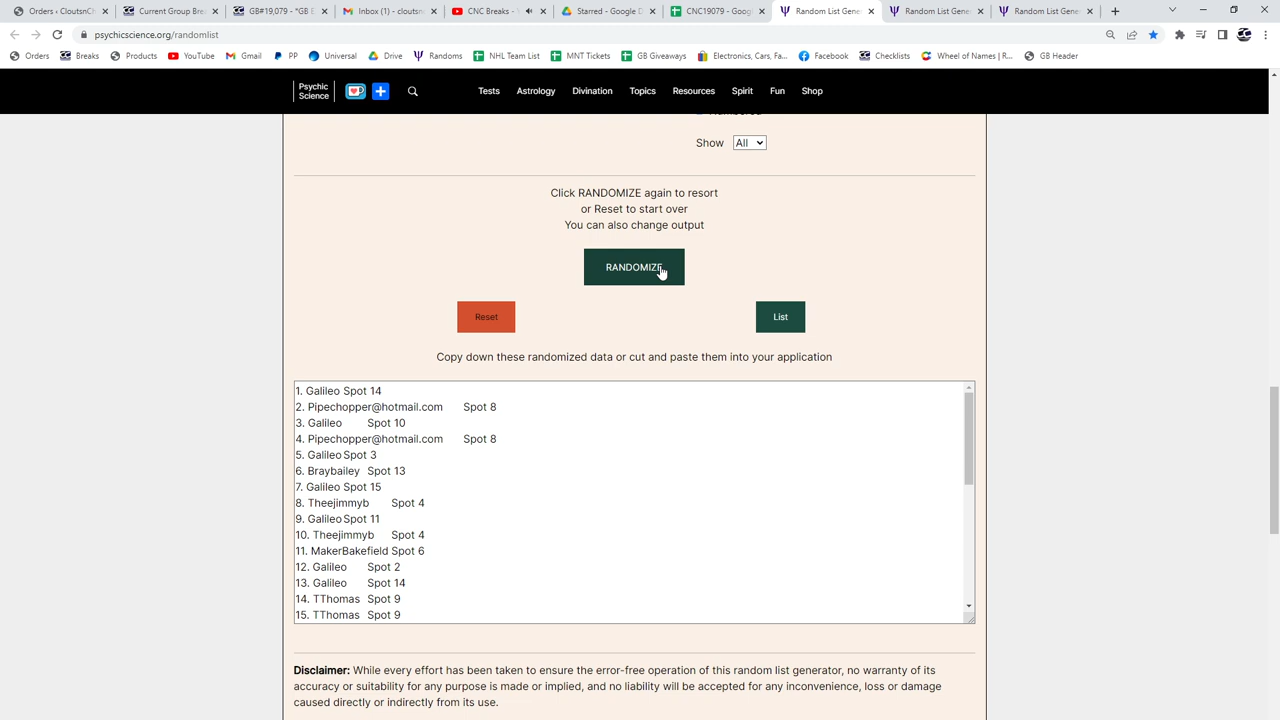 Orders ‹ CloutsnCh
Current Group Brea
GB#19,079 - "GB E
Inbox (1) - cloutsn
CNC Breaks - S
Starred - Google D
CNC19079 - Goog
Random List Gene
Random List Gene
Random List Gene
psychicscience.org/randomlist
Orders
Breaks
Products
YouTube
Gmail
PP
Universal
Drive
Randoms
NHL Team List
MNT Tickets
GB Giveaways
Electronics, Cars, Fa...
Facebook
Checklists
Wheel of Names | R...
GB Header
Psychic
Science
Tests
Astrology
Divination
Topics
Resources
Spirit
Fun
Shop
Show All
Click RANDOMIZE again to resort
or Reset to start over
You can also change output
RANDOMIZE
Reset
List
Copy down these randomized data or cut and paste them into your application
1. Galileo Spot 14
2. Pipechopper@hotmail.com Spot 8
3. Galileo Spot 10
4. Pipechopper@hotmail.com Spot 8
5. Galileo Spot 3
6. Braybailey Spot 13
7. Galileo Spot 15
8. Theejimmyb Spot 4
9. Galileo Spot 11
10. Theejimmyb Spot 4
11. MakerBakefield Spot 6
12. Galileo Spot 2
13. Galileo Spot 14
14. TThomas Spot 9
15. TThomas Spot 9
Disclaimer: While every effort has been taken to ensure the error-free operation of this random list generator, no warranty of its
accuracy or suitability for any purpose is made or implied, and no liability will be accepted for any inconvenience, loss or damage
caused directly or indirectly from its use.